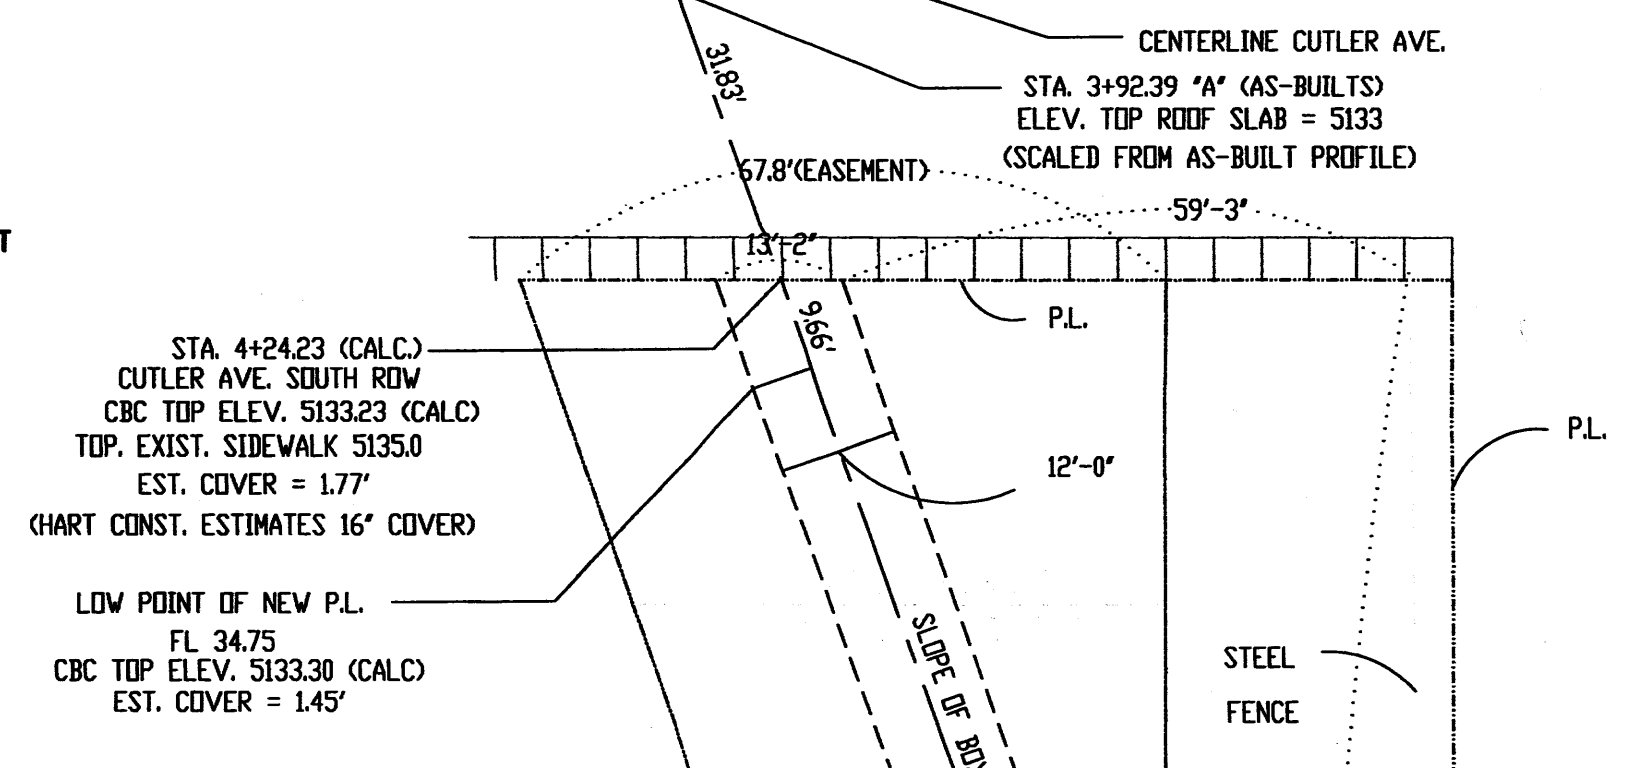 31.83'
CENTERLINE CUTLER AVE.
STA. 3+92.39 "A" (AS-BUILTS)
ELEV. TOP ROOF SLAB = 5133
(SCALED FROM AS-BUILT PROFILE)
67.8'(EASEMENT)
59'-3"
T
13'-2"
9.66'
P.L.
STA. 4+24.23 (CALC.)
CUTLER AVE. SOUTH ROW
CBC TOP ELEV. 5133.23 (CALC)
TOP. EXIST. SIDEWALK 5135.0
EST. COVER = 1.77'
(HART CONST. ESTIMATES 16" COVER)
P.L.
12'-0"
LOW POINT OF NEW P.L.
FL 34.75
CBC TOP ELEV. 5133.30 (CALC)
EST. COVER = 1.45'
SLOPE OF BOX
STEEL
FENCE